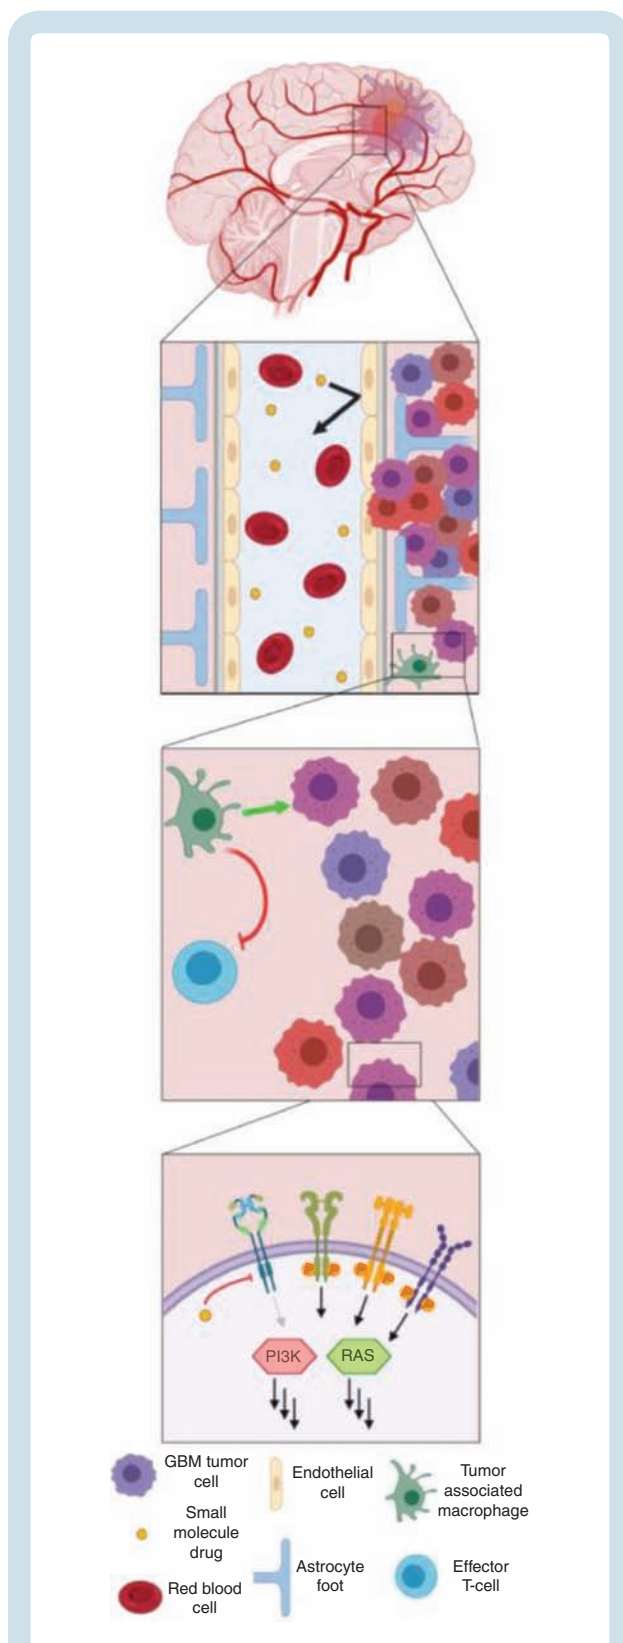 PI3K
RAS
GBM tumor
cell
Endothelial
cell
Tumor
associated
macrophage
Small
molecule
drug
Astrocyte
foot
Effector
T-cell
Red blood
cell